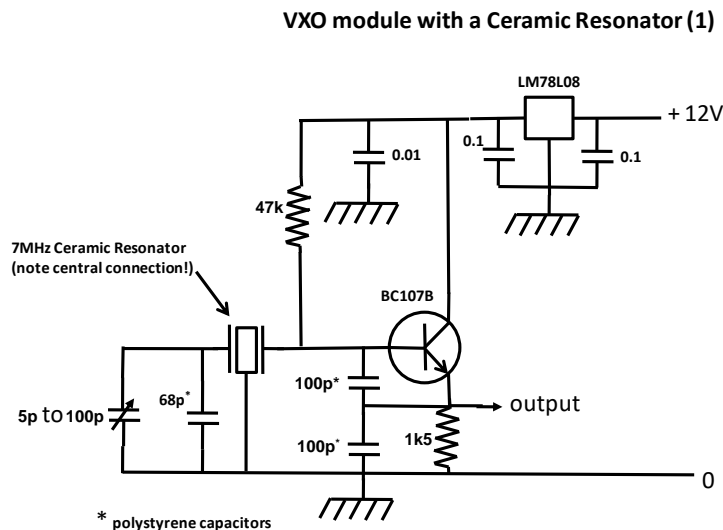 VXO module with a Ceramic Resonator (1)
LM78L08
+ 12V
0.1
0.01
0.1
47k
7MHz Ceramic Resonator
(note central connection!)
BC107B
100p*
68p*
5p to 100p
output
100p*
1k5
0
* polystyrene capacitors